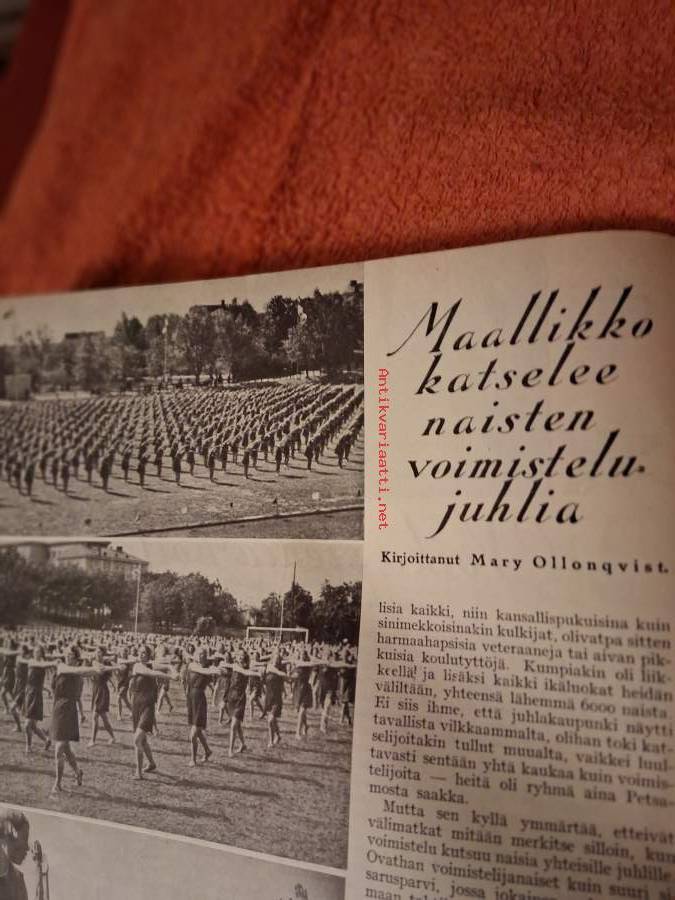 Maallikko
katselee
naisten
voimistelu-
juhlia
Antikvariaatti.net
Kirjoittanut Mary Ollonqvist.
lisia kaikki, niin kansallispukuisina kuin
sinimekkoisinakin kulkijat, olivatpa sitten
harmaahapsisia veteraaneja tai aivan pik-
kuisia koulutyttöjä. Kumpiakin oli liik-
keellä! ja lisäksi kaikki ikäluokat heidän
väliltään, yhteensä lähemmä 6000 naista.
Ei siis ihme, että juhlakaupunki näytti
tavallista vilkkaammalta, olihan toki kat-
selijoitakin tullut muualta, vaikkei luul-
tavasti sentään yhtä kaukaa kuin voimis-
telijoita — heitä oli ryhmä aina Petsa-
mosta saakka.
Mutta sen kyllä ymmärtää, etteivät
välimatkat mitään merkitse silloin, kun
voimistelu kutsuu naisia yhteisille juhlille
Ovathan voimistelijanaiset kuin suuri si
sarusparvi, jossa